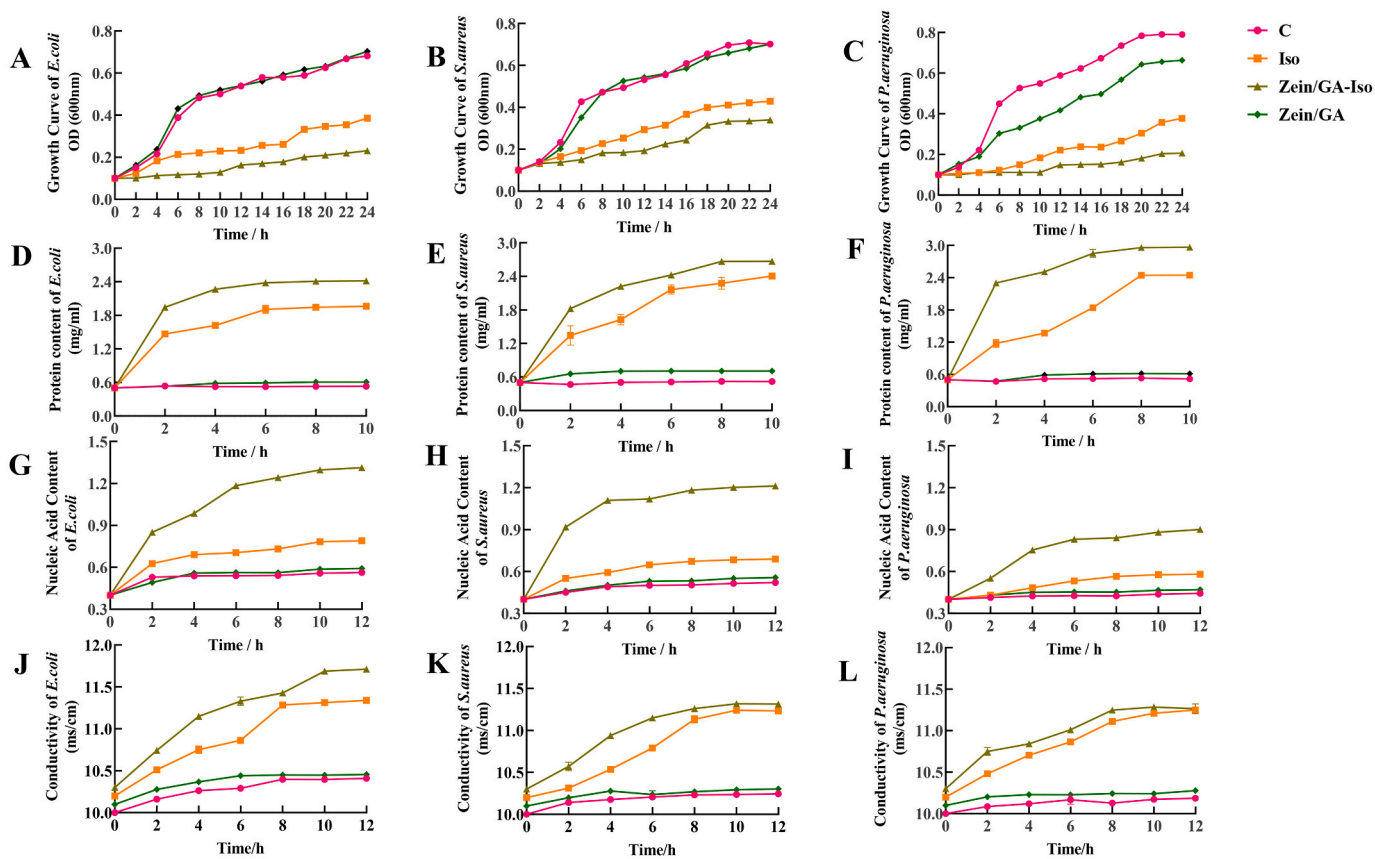 A
Growth Curve of E.coli
OD (600nm)
0.8
0.6
0.4
0.2
0.0
0 2 4 6 8 10 12 14 16 18 20 22 24
Time / h
B
Growth Curve of S.aureus
OD (600nm)
0.8
0.6
0.4
0.2
0.0
0 2 4 6 8 10 12 14 16 18 20 22 24
Time / h
C
Growth Curve of P.aeruginosa
OD (600nm)
0.8
0.6
0.4
0.2
0.0
0 2 4 6 8 10 12 14 16 18 20 22 24
Time / h
C
Iso
Zein/GA-Iso
Zein/GA
D
Protein content of E.coli
(mg/ml)
3.0
2.4
1.8
1.2
0.6
0.0
0 2 4 6 8 10
Time / h
E
Protein content of S.aureus
(mg/ml)
3.0
2.4
1.8
1.2
0.6
0.0
0 2 4 6 8 10
Time / h
F
Protein content of P.aeruginosa
(mg/ml)
3.0
2.4
1.8
1.2
0.6
0.0
0 2 4 6 8 10
Time / h
G
Nucleic Acid Content
of E.coli
1.5
1.2
0.9
0.6
0.3
0 2 4 6 8 10 12
Time / h
H
Nucleic Acid Content
of S.aureus
1.5
1.2
0.9
0.6
0.3
0 2 4 6 8 10 12
Time / h
I
Nucleic Acid Content
of P.aeruginosa
1.5
1.2
0.9
0.6
0.3
0 2 4 6 8 10 12
Time / h
J
Conductivity of E.coli
(ms/cm)
12.0
11.5
11.0
10.5
10.0
0 2 4 6 8 10 12
Time/h
K
Conductivity of S.aureus
(ms/cm)
12.0
11.5
11.0
10.5
10.0
0 2 4 6 8 10 12
Time/h
L
Conductivity of P.aeruginosa
(ms/cm)
12.0
11.5
11.0
10.5
10.0
0 2 4 6 8 10 12
Time/h